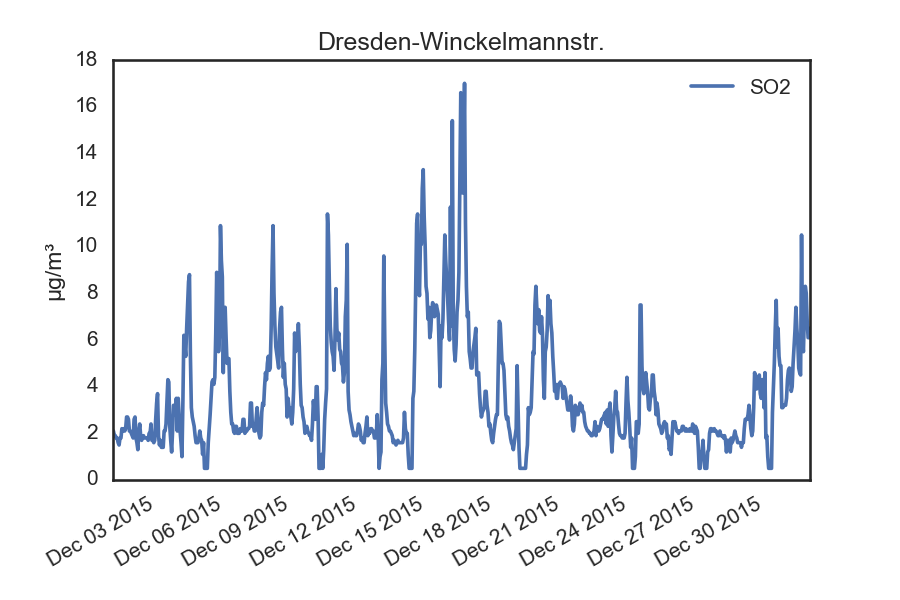 Dresden-Winckelmannstr.
18
16
14
12
10
8
6
4
2
0
µg/m³
SO2
Dec 03 2015
Dec 06 2015
Dec 09 2015
Dec 12 2015
Dec 15 2015
Dec 18 2015
Dec 21 2015
Dec 24 2015
Dec 27 2015
Dec 30 2015